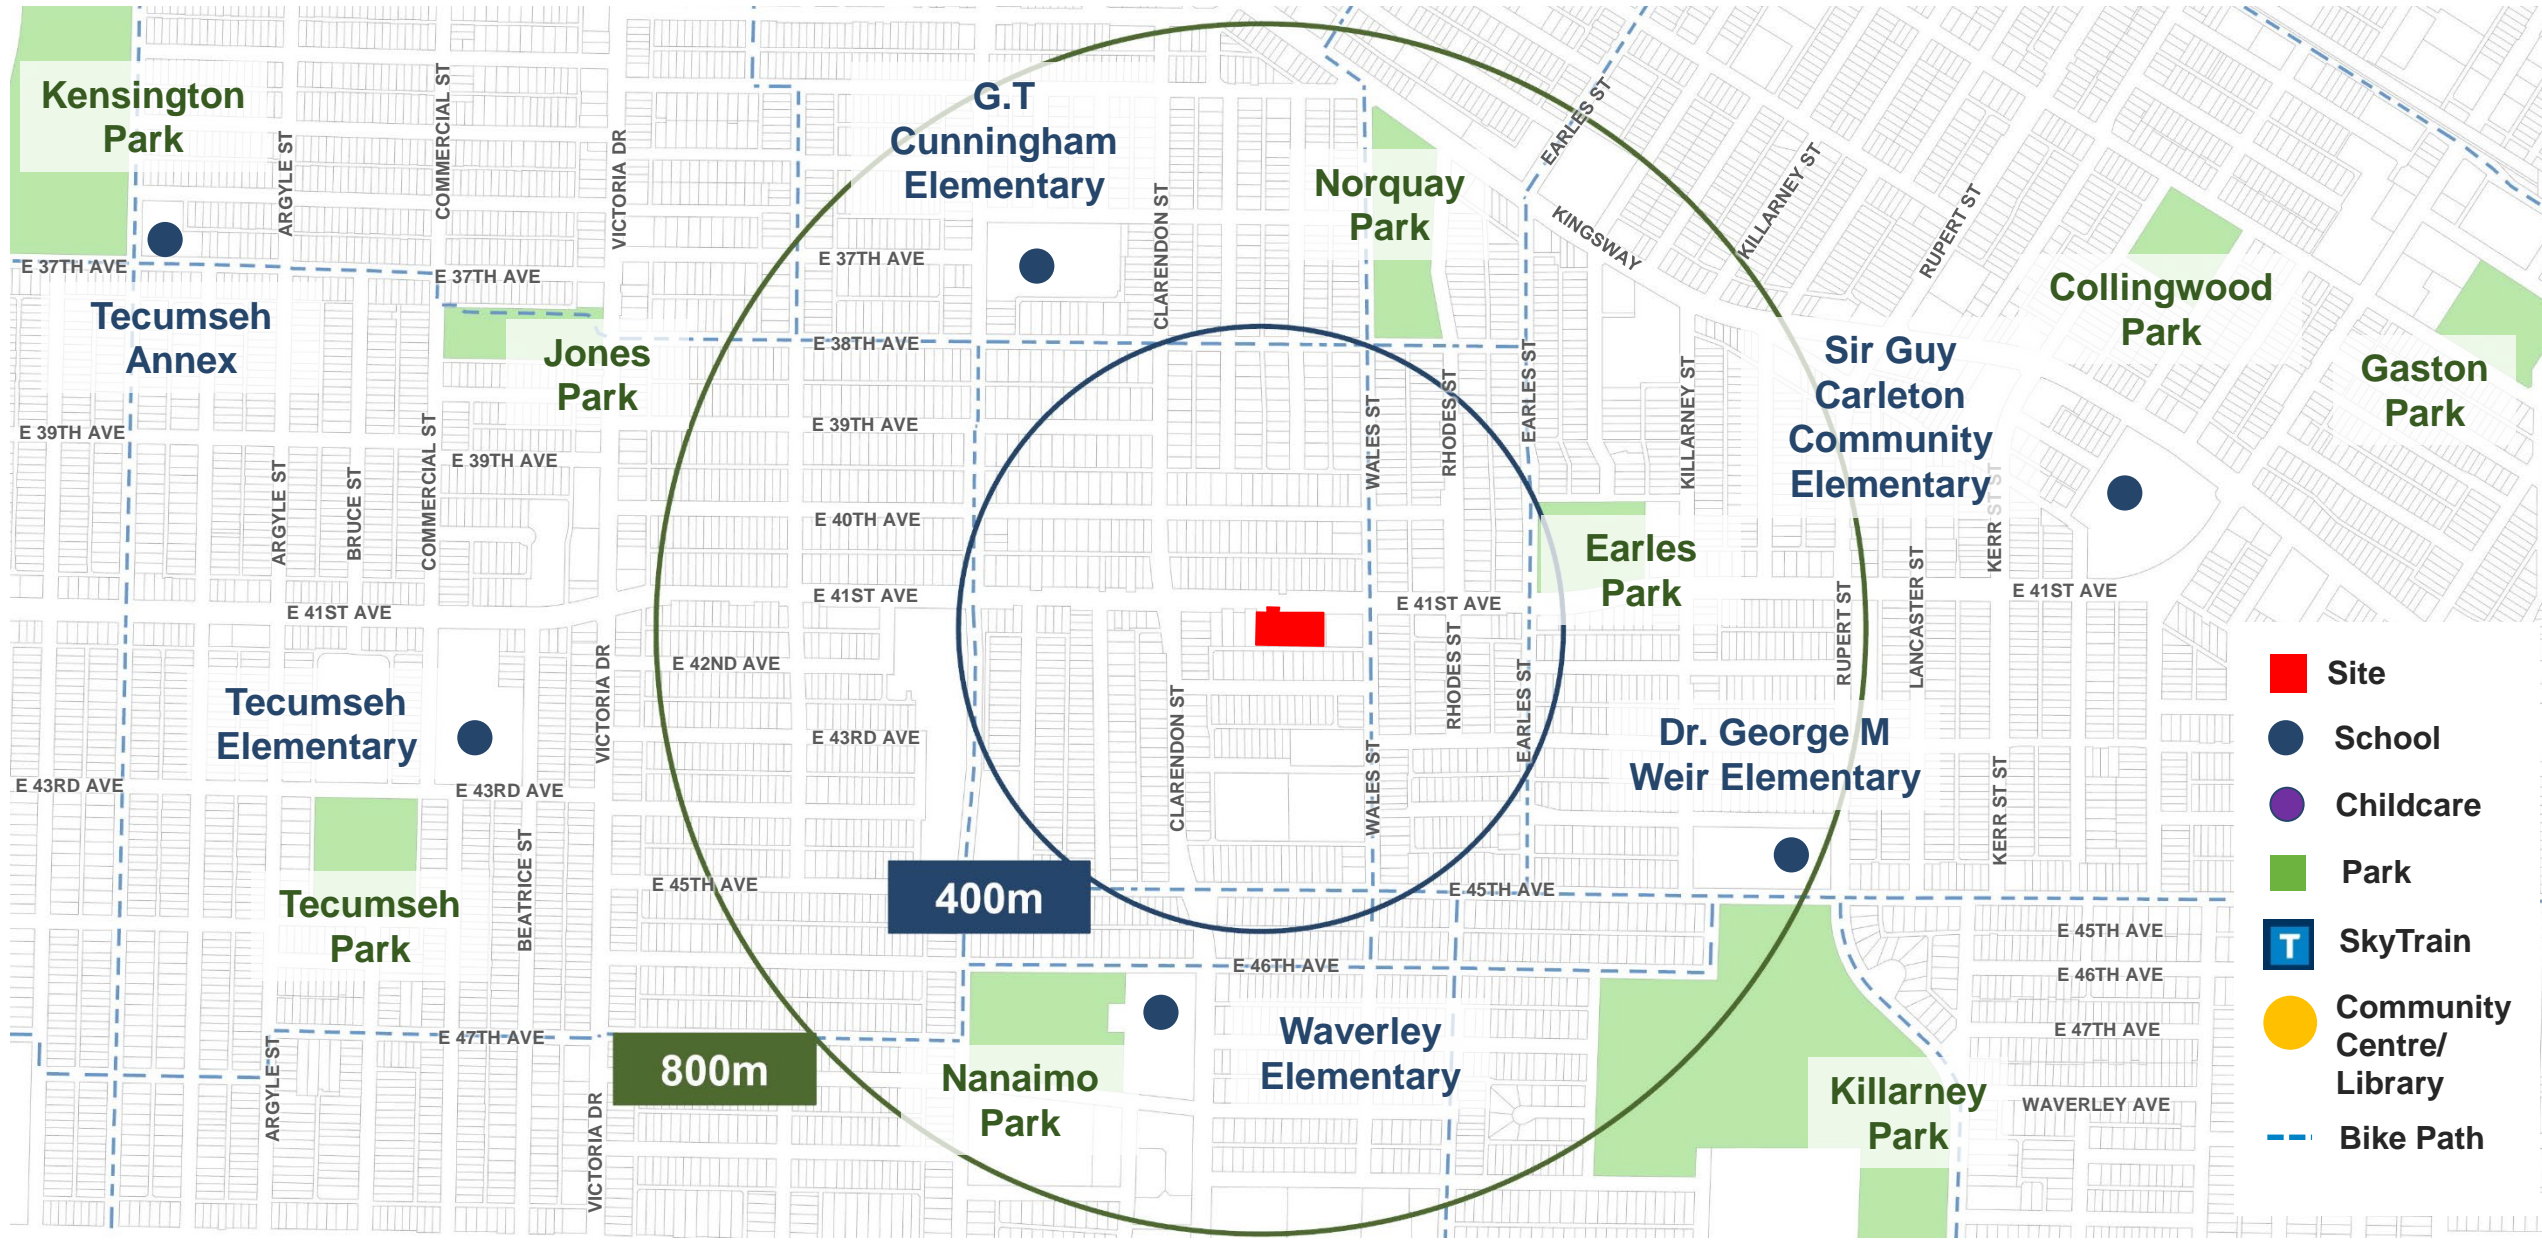 Kensington
Park
G.T
Cunningham
Elementary
Norquay
Park
ARGYLE ST
COMMERCIAL ST
VICTORIA DR
CLARENDON ST
EARLES ST
KILLARNEY ST
RUPERT ST
KINGSWAY
E 37TH AVE
E 37TH AVE
E 37TH AVE
Tecumseh
Annex
Jones
Park
E 38TH AVE
Collingwood
Park
Gaston
Park
Sir Guy
Carleton
Community
Elementary
E 39TH AVE
E 39TH AVE
E 39TH AVE
ARGYLE ST
BRUCE ST
COMMERCIAL ST
WALES ST
RHODES ST
EARLES ST
KILLARNEY ST
KERR ST ST
E 40TH AVE
Earles
Park
E 41ST AVE
E 41ST AVE
E 41ST AVE
E 41ST AVE
RUPERT ST
LANCASTER ST
E 42ND AVE
VICTORIA DR
CLARENDON ST
WALES ST
RHODES ST
EARLES ST
Tecumseh
Elementary
E 43RD AVE
E 43RD AVE
E 43RD AVE
Dr. George M
Weir Elementary
KERR ST ST
BEATRICE ST
Tecumseh
Park
E 45TH AVE
400m
E 45TH AVE
E 45TH AVE
E 46TH AVE
E 46TH AVE
E 47TH AVE
E 47TH AVE
ARGYLE ST
VICTORIA DR
800m
Nanaimo
Park
Waverley
Elementary
Killarney
Park
WAVERLEY AVE
Site
School
Childcare
Park
T
SkyTrain
Community
Centre/
Library
Bike Path